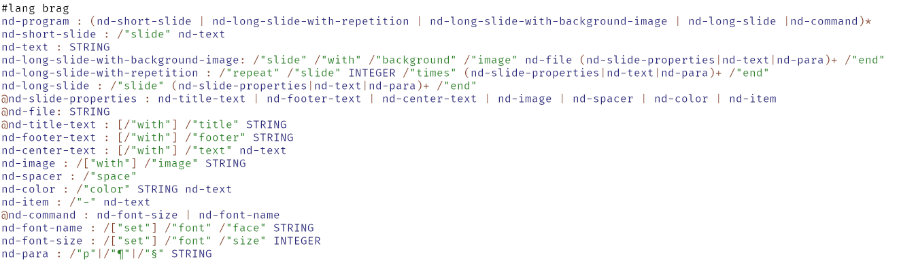 #lang brag
nd-program : (nd-short-slide | nd-long-slide-with-repetition | nd-long-slide-with-background-image | nd-long-slide |nd-command)*
nd-short-slide : /"slide" nd-text
nd-text : STRING
nd-long-slide-with-background-image: /"slide" /"with" /"background" /"image" nd-file (nd-slide-properties|nd-text|nd-para)+ /"end"
nd-long-slide-with-repetition : /"repeat" /"slide" INTEGER /"times" (nd-slide-properties|nd-text|nd-para)+ /"end"
nd-long-slide : /"slide" (nd-slide-properties|nd-text|nd-para)+ /"end"
@nd-slide-properties : nd-title-text | nd-footer-text | nd-center-text | nd-image | nd-spacer | nd-color | nd-item
@nd-file: STRING
@nd-title-text : [/"with"] /"title" STRING
nd-footer-text : [/"with"] /"footer" STRING
nd-center-text : [/"with"] /"text" nd-text
nd-image : /["with"] /"image" STRING
nd-spacer : /"space"
nd-color : /"color" STRING nd-text
nd-item : /"-" nd-text
@nd-command : nd-font-size | nd-font-name
nd-font-name : /["set"] /"font" /"face" STRING
nd-font-size : /["set"] /"font" /"size" INTEGER
nd-para : /"p"|/"¶"|/"§" STRING